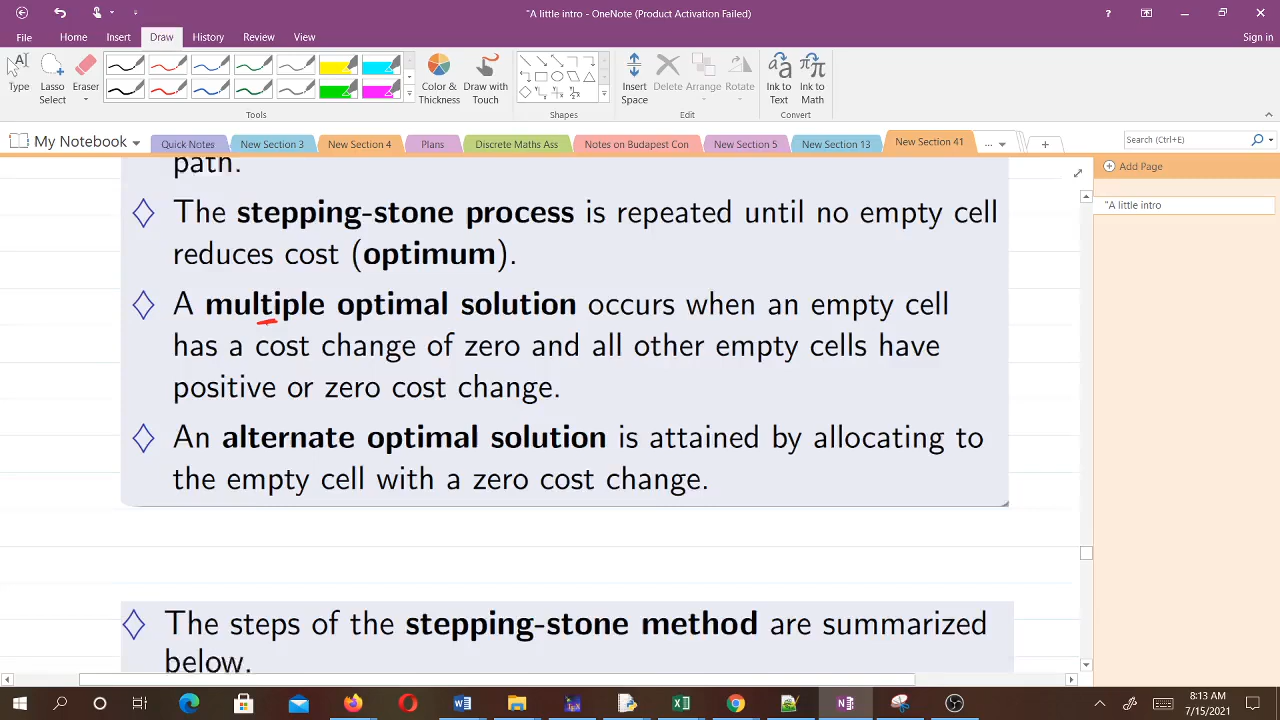 "A little intro - OneNote (Product Activation Failed)
Sign in
File Home Insert Draw History Review View
Type
Lasso Select
Eraser
Color & Thickness
Draw with Touch
Insert Space
Delete
Arrange
Rotate
Ink to Text
Ink to Math
Tools
Shapes
Edit
Convert
My Notebook
Quick Notes
New Section 3
New Section 4
Plans
Discrete Maths Ass
Notes on Budapest Con
New Section 5
New Section 13
New Section 41
...
Search (Ctrl+E)
Add Page
"A little intro
path.
The stepping-stone process is repeated until no empty cell
reduces cost (optimum).
A multiple optimal solution occurs when an empty cell
has a cost change of zero and all other empty cells have
positive or zero cost change.
An alternate optimal solution is attained by allocating to
the empty cell with a zero cost change.
The steps of the stepping-stone method are summarized
below.
8:13 AM
7/15/2021